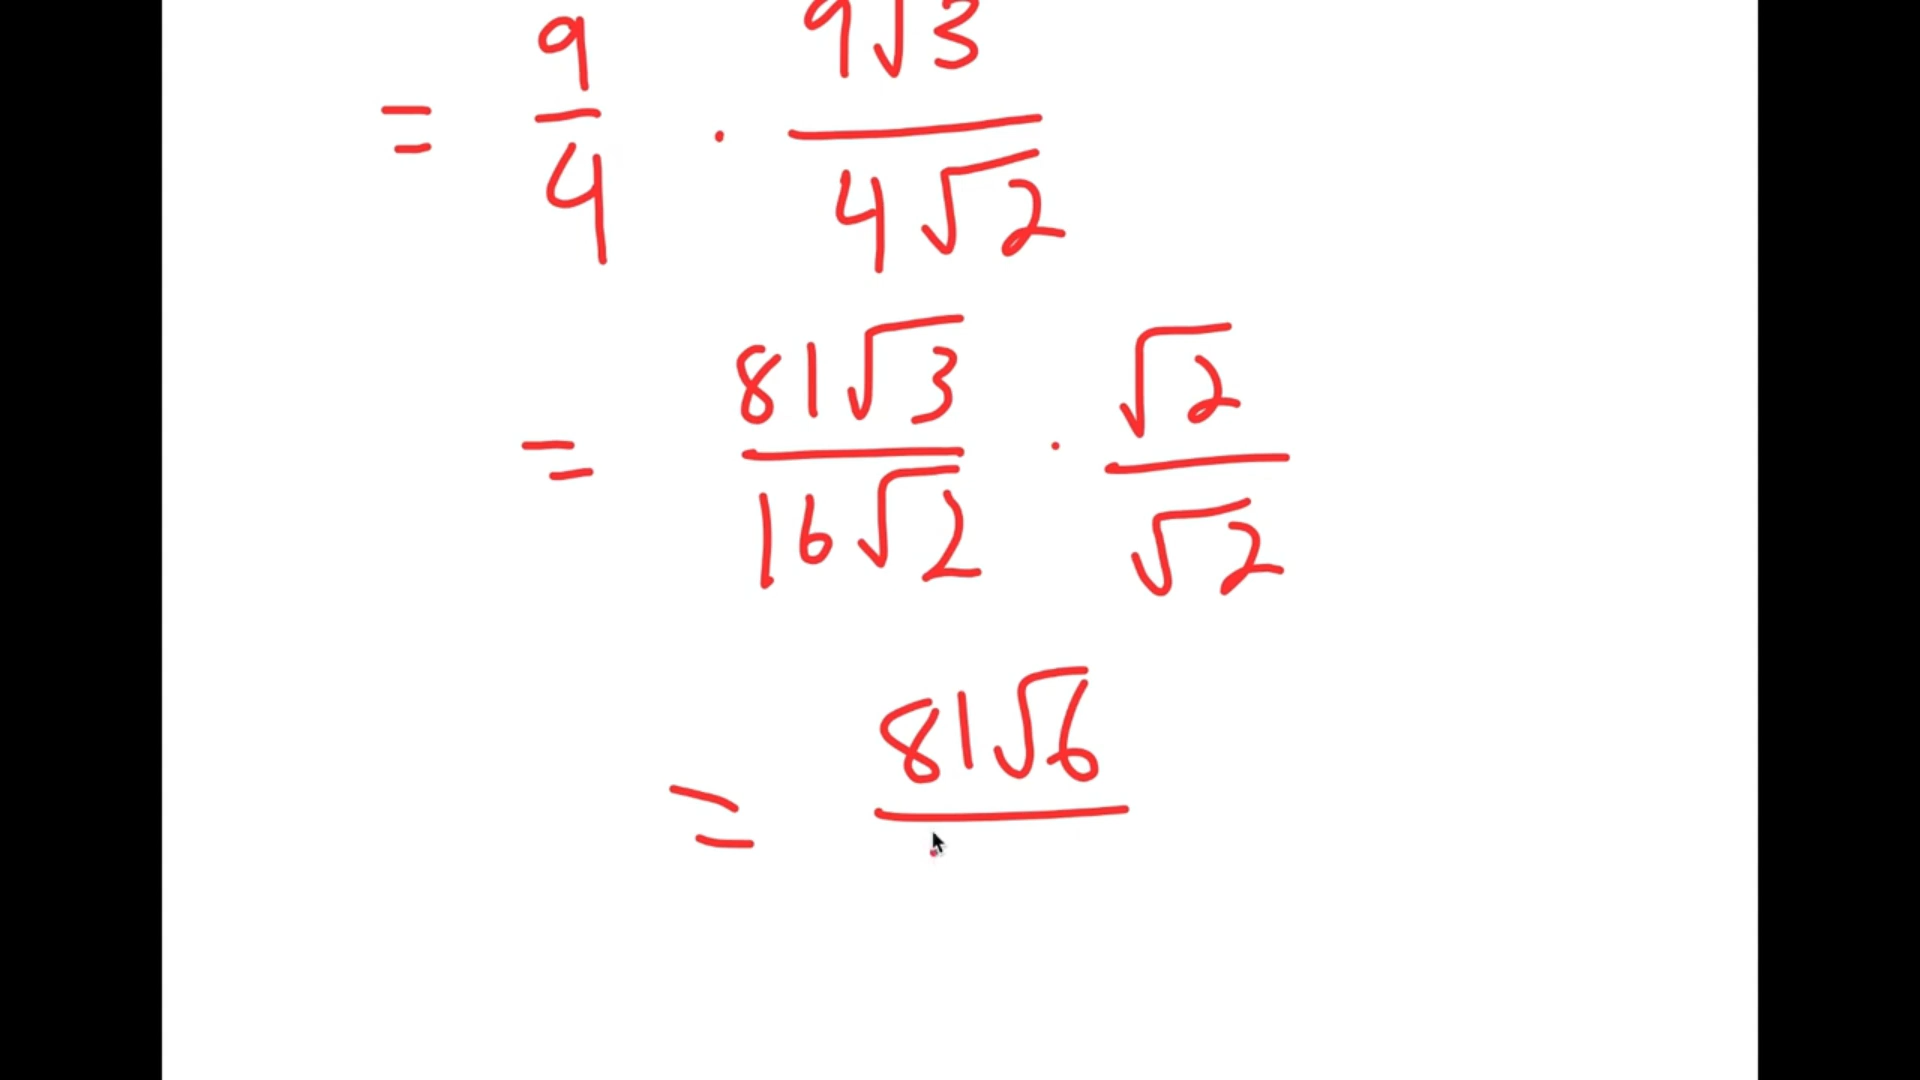 = 9/4 · 9√3/4√2
= 81√3/16√2 · √2/√2
= 81√6/